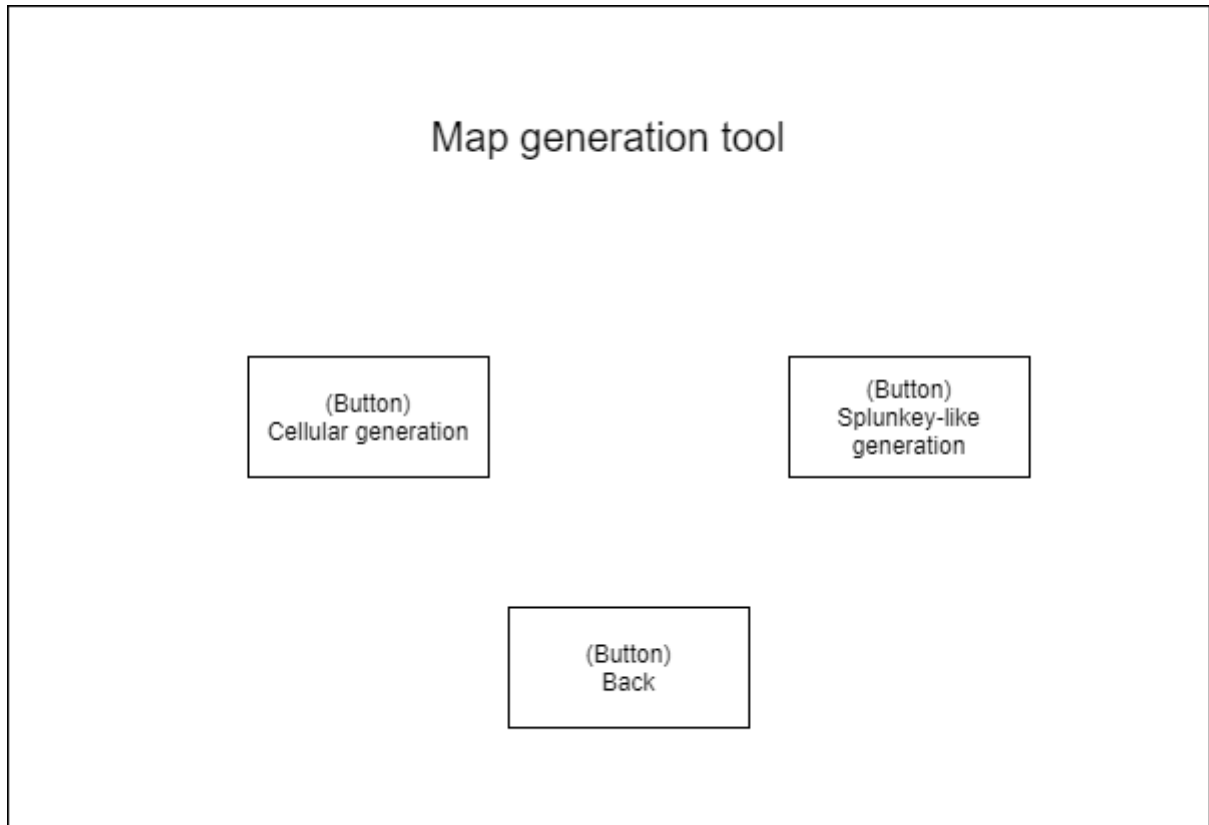 Map generation tool
(Button)
Cellular generation
(Button)
Splunkey-like
generation
(Button)
Back